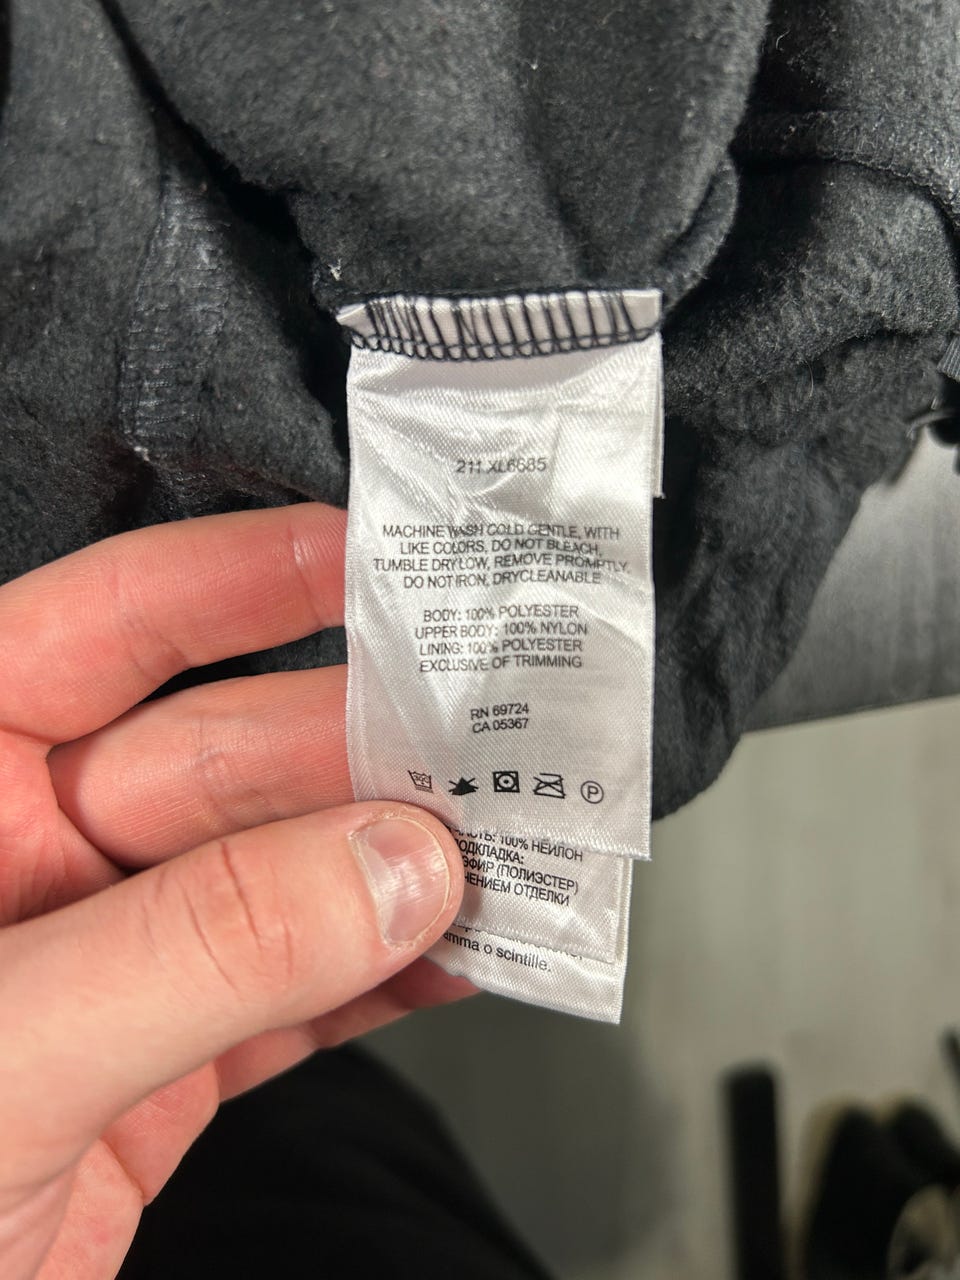 211 XL6685
MACHINE WASH COLD GENTLE, WITH
LIKE COLORS, DO NOT BLEACH,
TUMBLE DRY LOW, REMOVE PROMPTLY,
DO NOT IRON, DRYCLEANABLE
BODY: 100% POLYESTER
UPPER BODY: 100% NYLON
LINING: 100% POLYESTER
EXCLUSIVE OF TRIMMING
RN 69724
CA 05367
30C
P
100% НЕЙЛОН
ПОДКЛАДКА:
(ПОЛИЭСТЕР)
ОТДЕЛКИ
o scintille.